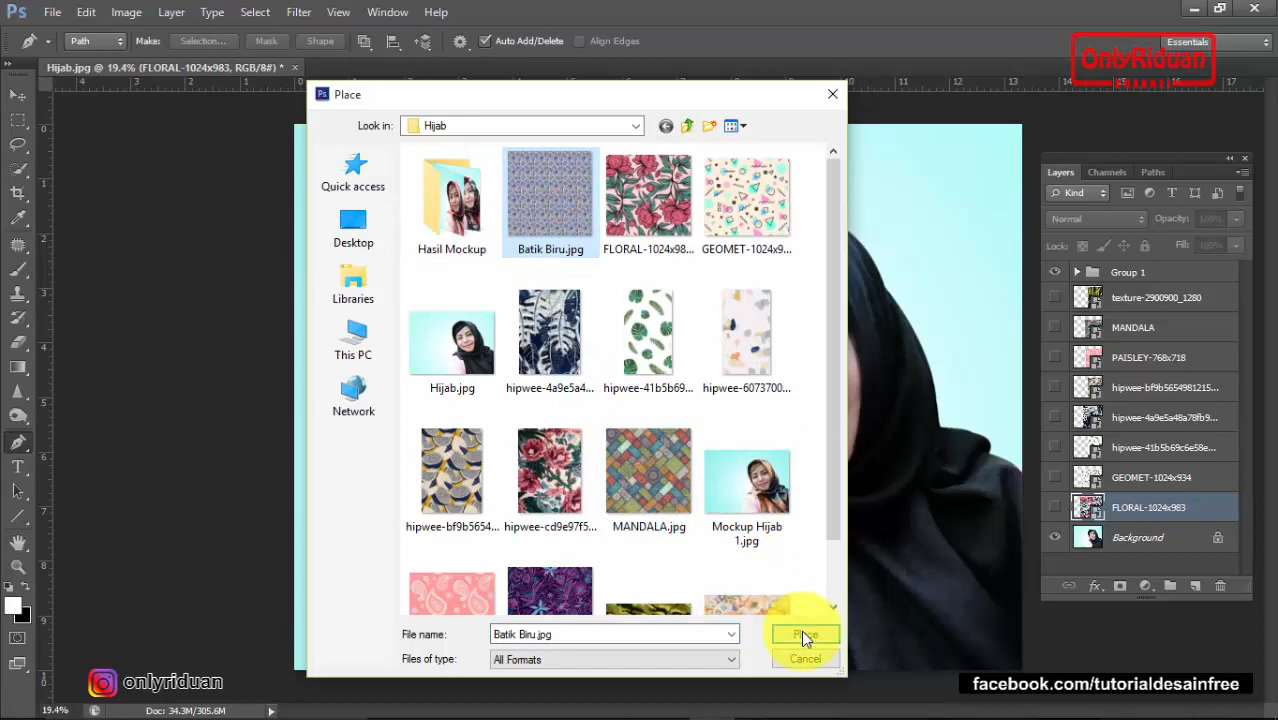 Ps File Edit Image Layer Type Select Filter View Window Help
Path Make: Selection... Mask Shape Auto Add/Delete Align Edges Essentials
OnlyRiduan
Hijab.jpg @ 19.4% (FLORAL-1024x983, RGB/8#) *
Ps Place
Look in: Hijab
Quick access
Desktop
Libraries
This PC
Network
Hasil Mockup Batik Biru.jpg FLORAL-1024x98... GEOMET-1024x9...
Hijab.jpg hipwee-4a9e5a4... hipwee-41b5b69... hipwee-6073700...
hipwee-bf9b5654... hipwee-cd9e97f5... MANDALA.jpg Mockup Hijab
1.jpg
File name: Batik Biru.jpg Place
Files of type: All Formats Cancel
Layers Channels Paths
Kind
Normal Opacity: 100%
Lock: Fill: 100%
Group 1
texture-2900900_1280
MANDALA
PAISLEY-768x718
hipwee-bf9b5654981215...
hipwee-4a9e5a48a78fb9...
hipwee-41b5b69c6e58e...
GEOMET-1024x934
FLORAL-1024x983
Background
onlyriduan
facebook.com/tutorialdesainfree
19.4% Doc: 34.3M/305.6M